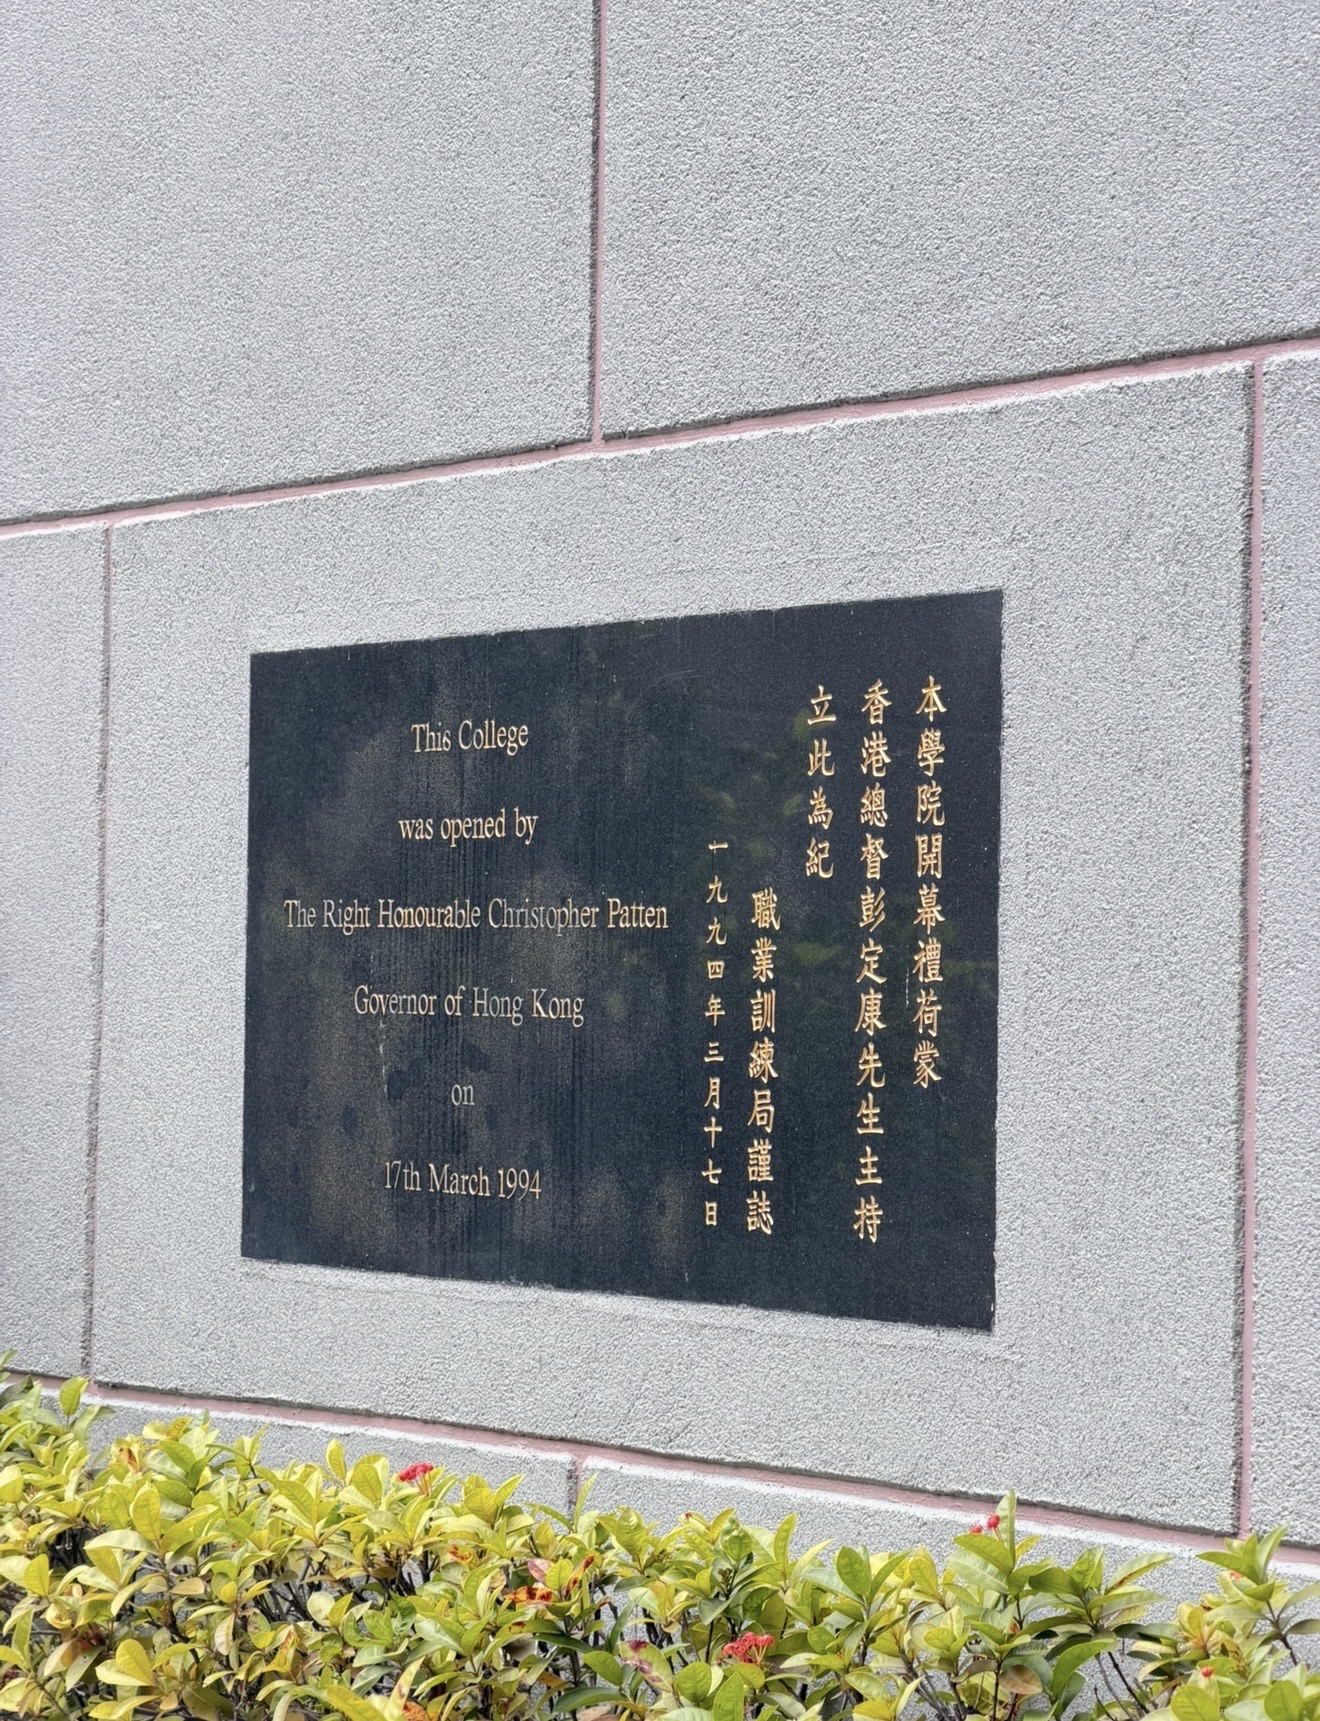 This College
was opened by
The Right Honourable Christopher Patten
Governor of Hong Kong
on
17th March 1994
本學院開幕禮荷蒙
香港總督彭定康先生主持
立此為紀
職業訓練局謹誌
一九九四年三月十七日